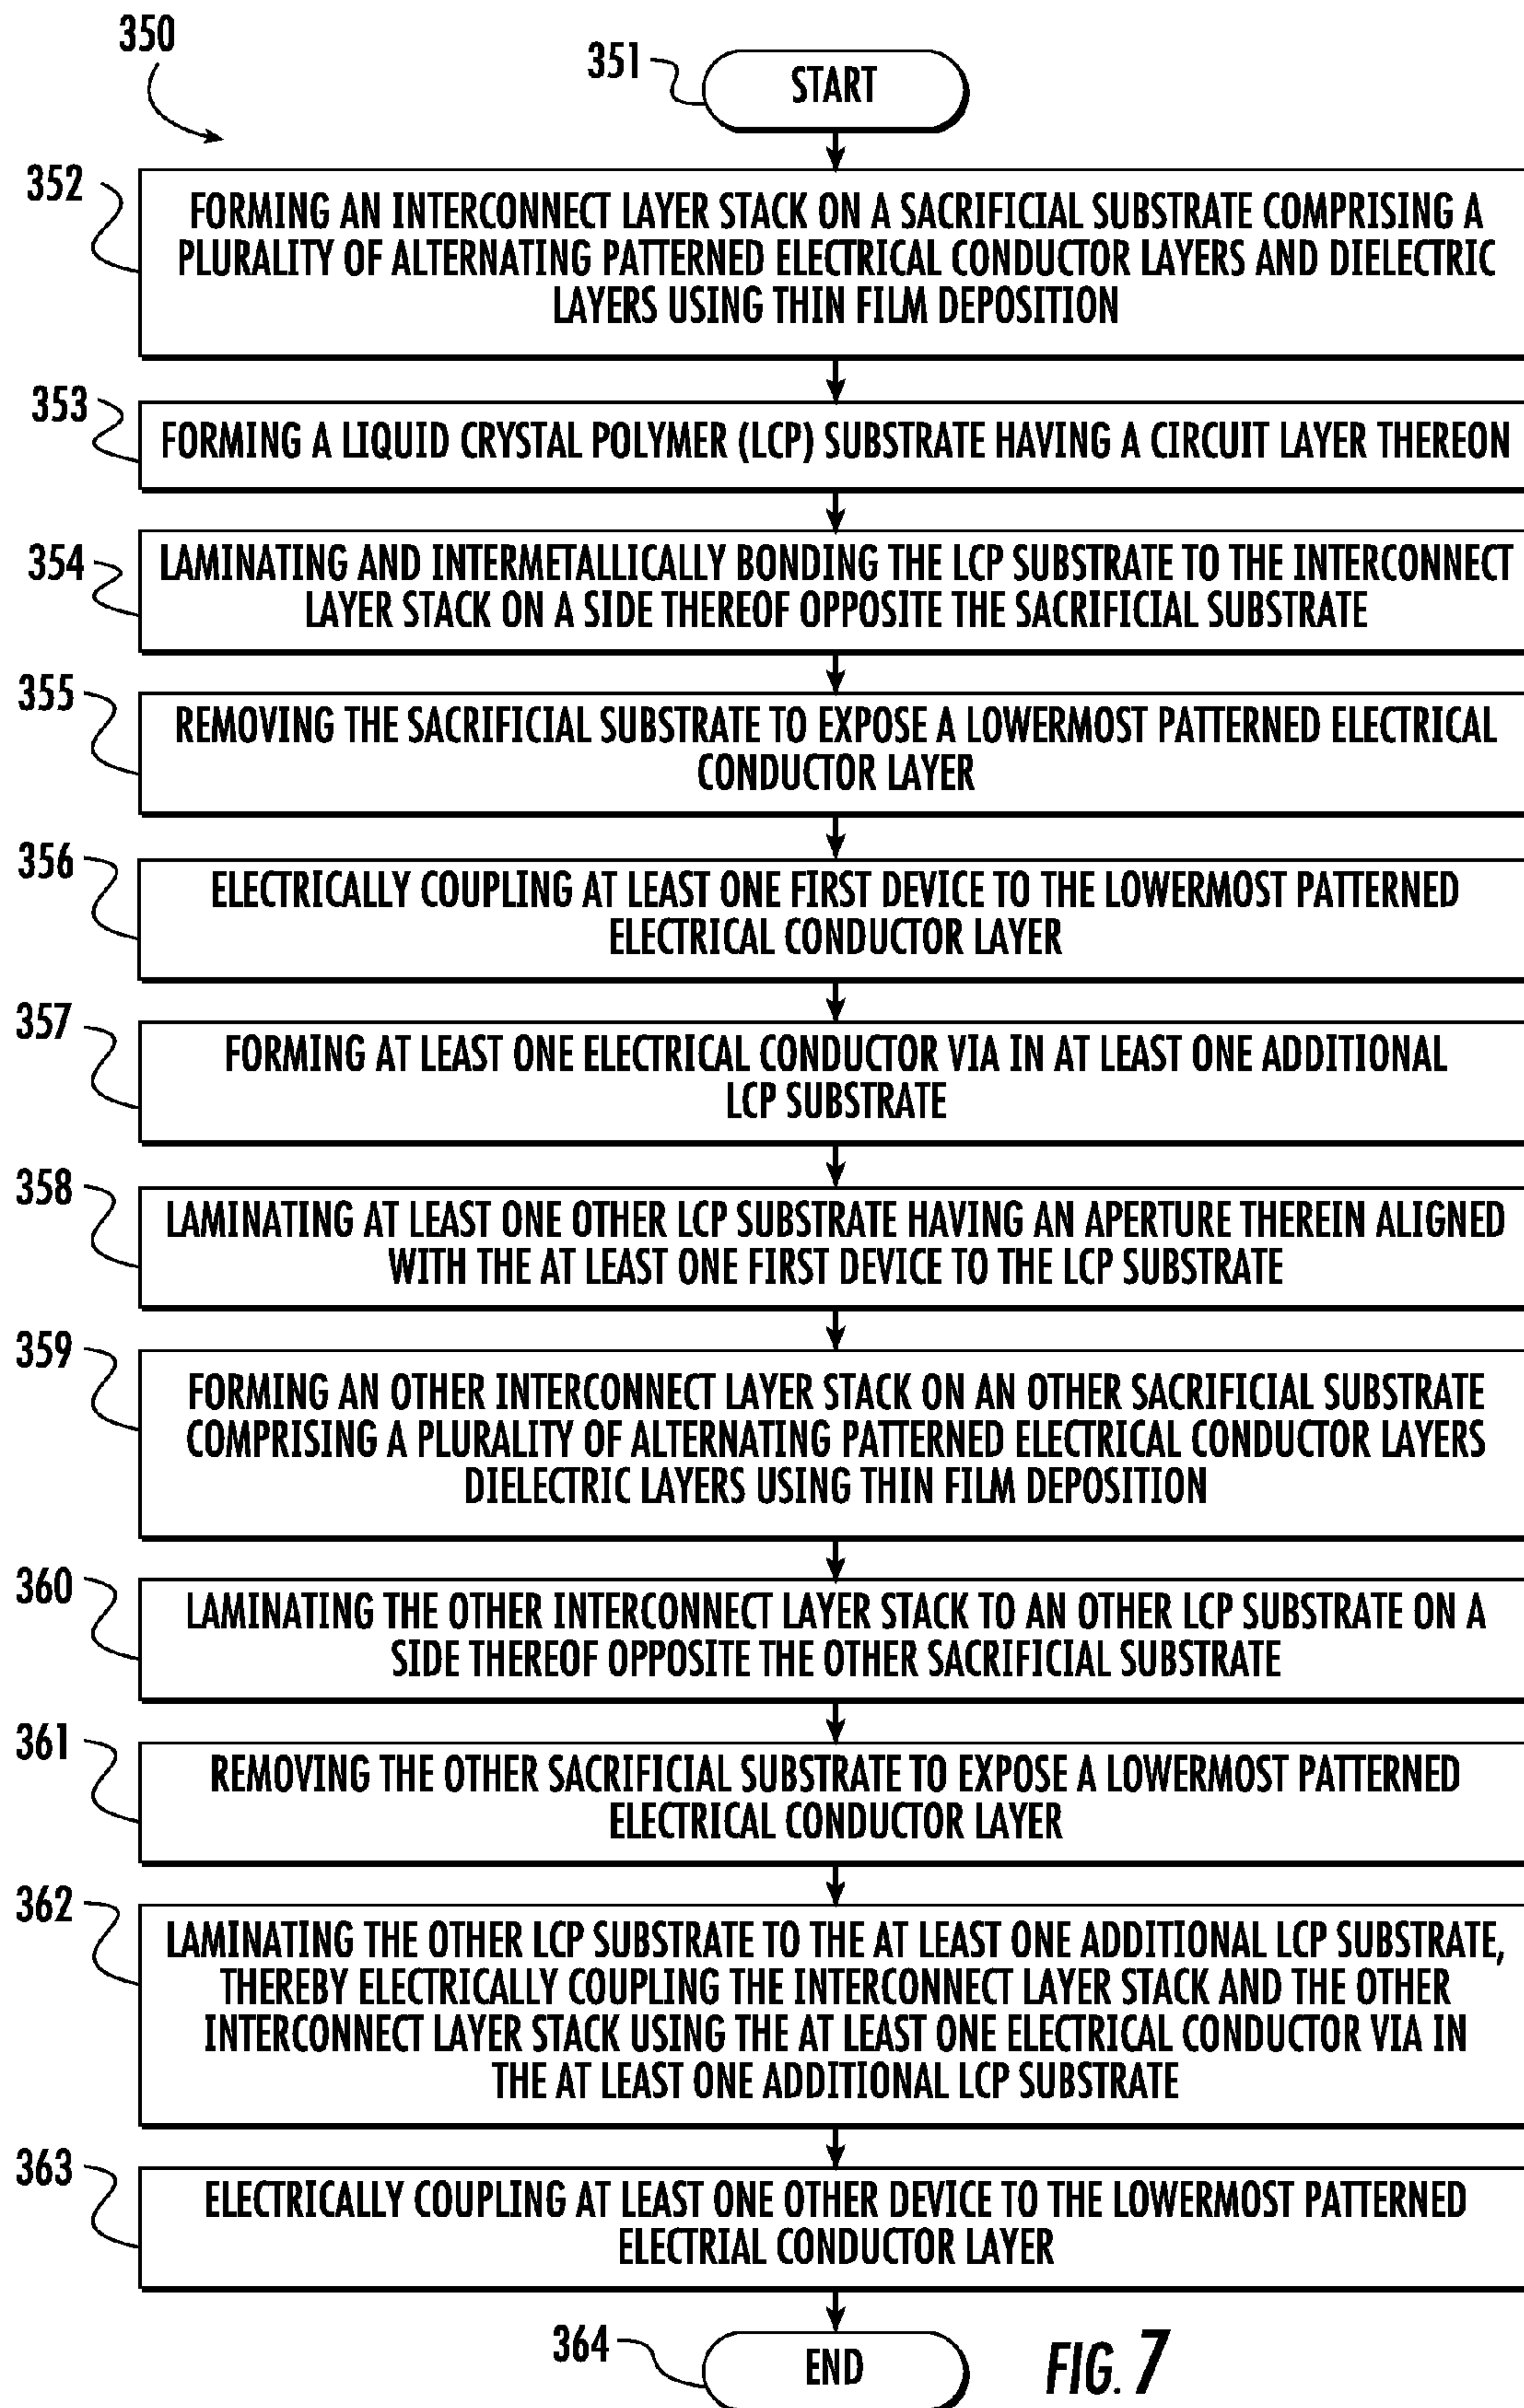 350
351
START
352
FORMING AN INTERCONNECT LAYER STACK ON A SACRIFICIAL SUBSTRATE COMPRISING A
PLURALITY OF ALTERNATING PATTERNED ELECTRICAL CONDUCTOR LAYERS AND DIELECTRIC
LAYERS USING THIN FILM DEPOSITION
353
FORMING A LIQUID CRYSTAL POLYMER (LCP) SUBSTRATE HAVING A CIRCUIT LAYER THEREON
354
LAMINATING AND INTERMETALLICALLY BONDING THE LCP SUBSTRATE TO THE INTERCONNECT
LAYER STACK ON A SIDE THEREOF OPPOSITE THE SACRIFICIAL SUBSTRATE
355
REMOVING THE SACRIFICIAL SUBSTRATE TO EXPOSE A LOWERMOST PATTERNED ELECTRICAL
CONDUCTOR LAYER
356
ELECTRICALLY COUPLING AT LEAST ONE FIRST DEVICE TO THE LOWERMOST PATTERNED
ELECTRICAL CONDUCTOR LAYER
357
FORMING AT LEAST ONE ELECTRICAL CONDUCTOR VIA IN AT LEAST ONE ADDITIONAL
LCP SUBSTRATE
358
LAMINATING AT LEAST ONE OTHER LCP SUBSTRATE HAVING AN APERTURE THEREIN ALIGNED
WITH THE AT LEAST ONE FIRST DEVICE TO THE LCP SUBSTRATE
359
FORMING AN OTHER INTERCONNECT LAYER STACK ON AN OTHER SACRIFICIAL SUBSTRATE
COMPRISING A PLURALITY OF ALTERNATING PATTERNED ELECTRICAL CONDUCTOR LAYERS
DIELECTRIC LAYERS USING THIN FILM DEPOSITION
360
LAMINATING THE OTHER INTERCONNECT LAYER STACK TO AN OTHER LCP SUBSTRATE ON A
SIDE THEREOF OPPOSITE THE OTHER SACRIFICIAL SUBSTRATE
361
REMOVING THE OTHER SACRIFICIAL SUBSTRATE TO EXPOSE A LOWERMOST PATTERNED
ELECTRICAL CONDUCTOR LAYER
362
LAMINATING THE OTHER LCP SUBSTRATE TO THE AT LEAST ONE ADDITIONAL LCP SUBSTRATE,
THEREBY ELECTRICALLY COUPLING THE INTERCONNECT LAYER STACK AND THE OTHER
INTERCONNECT LAYER STACK USING THE AT LEAST ONE ELECTRICAL CONDUCTOR VIA IN
THE AT LEAST ONE ADDITIONAL LCP SUBSTRATE
363
ELECTRICALLY COUPLING AT LEAST ONE OTHER DEVICE TO THE LOWERMOST PATTERNED
ELECTRIAL CONDUCTOR LAYER
364
END
FIG. 7